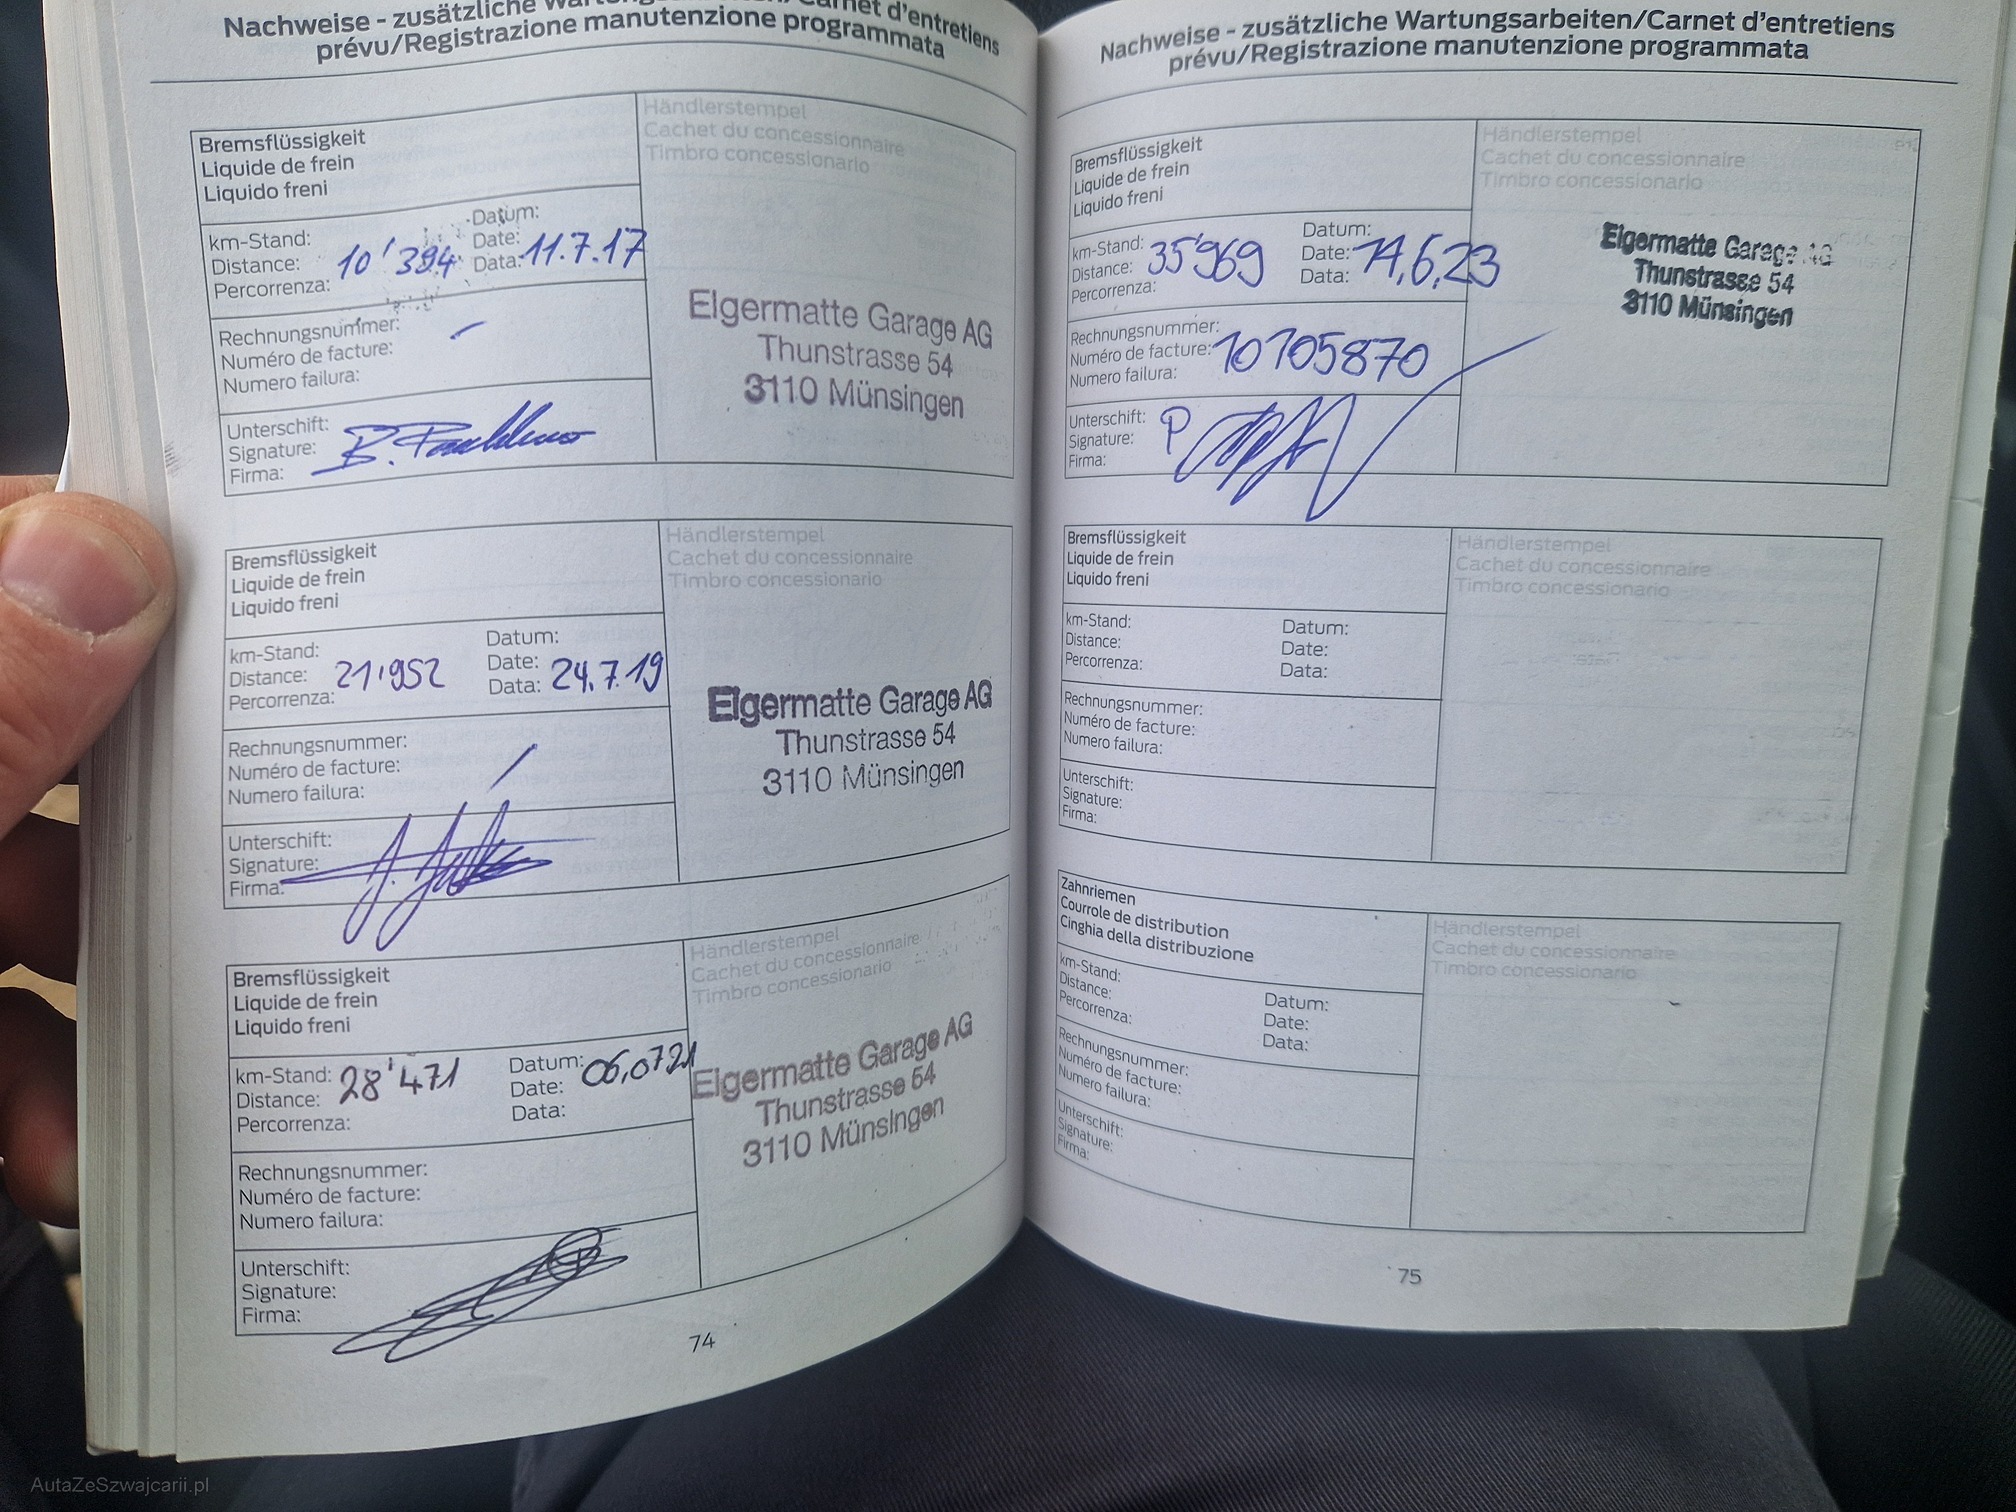 Nachweise - zusätzliche Wartungsarbeiten/Carnet d'entretiens
prévu/Registrazione manutenzione programmata
Bremsflüssigkeit
Liquide de frein
Liquido freni
Händlerstempel
Cachet du concessionnaire
Timbro concessionario
km-Stand:
Distance:
Percorrenza:
10'394
Datum:
Date:
Data:
11.7.17
Rechnungsnummer:
Numéro de facture:
Numero failura:
Unterschift:
Signature:
Firma:
Eigermatte Garage AG
Thunstrasse 54
3110 Münsingen
Bremsflüssigkeit
Liquide de frein
Liquido freni
Händlerstempel
Cachet du concessionnaire
Timbro concessionario
km-Stand:
Distance:
Percorrenza:
21'952
Datum:
Date:
Data:
24.7.19
Rechnungsnummer:
Numéro de facture:
Numero failura:
Unterschift:
Signature:
Firma:
Eigermatte Garage AG
Thunstrasse 54
3110 Münsingen
Bremsflüssigkeit
Liquide de frein
Liquido freni
Händlerstempel
Cachet du concessionnaire
Timbro concessionario
km-Stand:
Distance:
Percorrenza:
28'471
Datum:
Date:
Data:
06,0721
Rechnungsnummer:
Numéro de facture:
Numero failura:
Unterschift:
Signature:
Firma:
Eigermatte Garage AG
Thunstrasse 54
3110 Münsingen
74
Nachweise - zusätzliche Wartungsarbeiten/Carnet d'entretiens
prévu/Registrazione manutenzione programmata
Bremsflüssigkeit
Liquide de frein
Liquido freni
Händlerstempel
Cachet du concessionnaire
Timbro concessionario
km-Stand:
Distance:
Percorrenza:
35'969
Datum:
Date:
Data:
14,6,23
Rechnungsnummer:
Numéro de facture:
Numero failura:
10105870
Unterschift:
Signature:
Firma:
Eigermatte Garage AG
Thunstrasse 54
3110 Münsingen
Bremsflüssigkeit
Liquide de frein
Liquido freni
Händlerstempel
Cachet du concessionnaire
Timbro concessionario
km-Stand:
Distance:
Percorrenza:
Datum:
Date:
Data:
Rechnungsnummer:
Numéro de facture:
Numero failura:
Unterschift:
Signature:
Firma:
Zahnriemen
Courrole de distribution
Cinghia della distribuzione
Händlerstempel
Cachet du concessionnaire
Timbro concessionario
km-Stand:
Distance:
Percorrenza:
Datum:
Date:
Data:
Rechnungsnummer:
Numéro de facture:
Numero failura:
Unterschift:
Signature:
Firma:
75
AutaZeSzwajcarii.pl